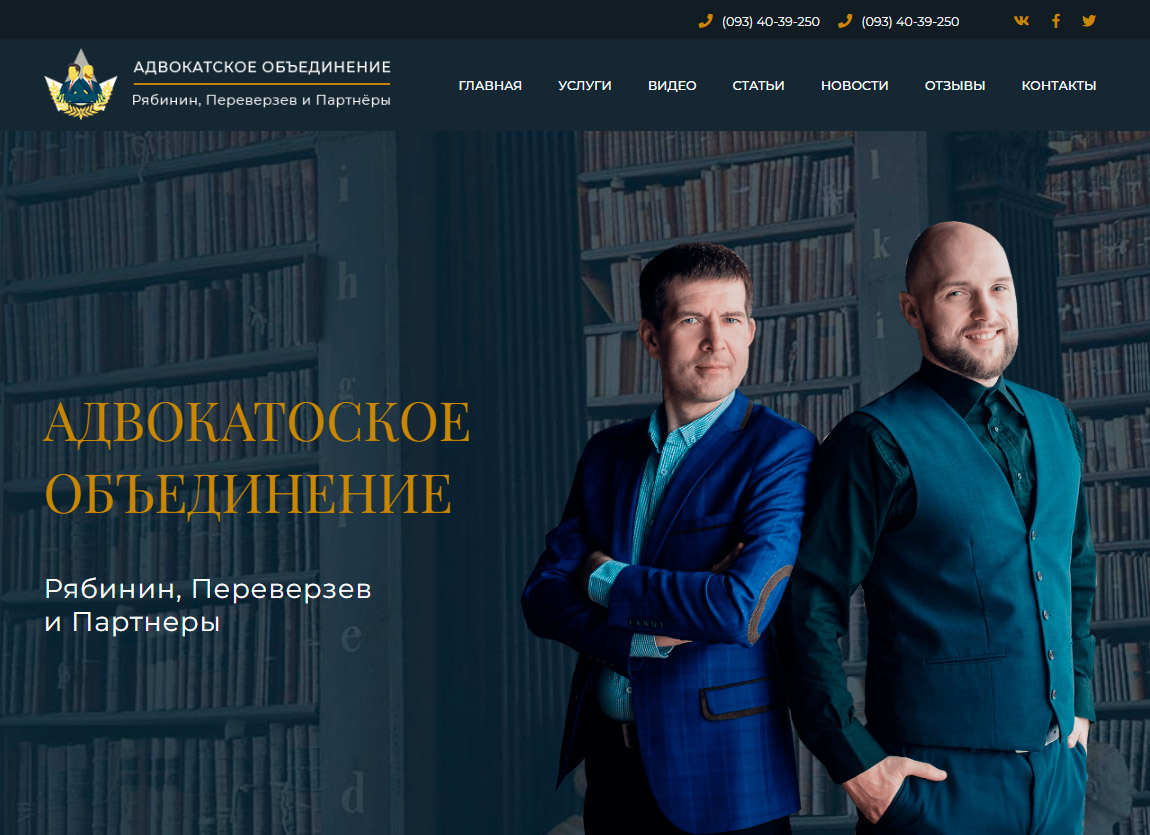 (093) 40-39-250 (093) 40-39-250
АДВОКАТСКОЕ ОБЪЕДИНЕНИЕ
Рябинин, Переверзев и Партнёры
ГЛАВНАЯ УСЛУГИ ВИДЕО СТАТЬИ НОВОСТИ ОТЗЫВЫ КОНТАКТЫ
i
h
g
f
e
d
l
k
i
АДВОКАТОСКОЕ
ОБЪЕДИНЕНИЕ
Рябинин, Переверзев
и Партнеры